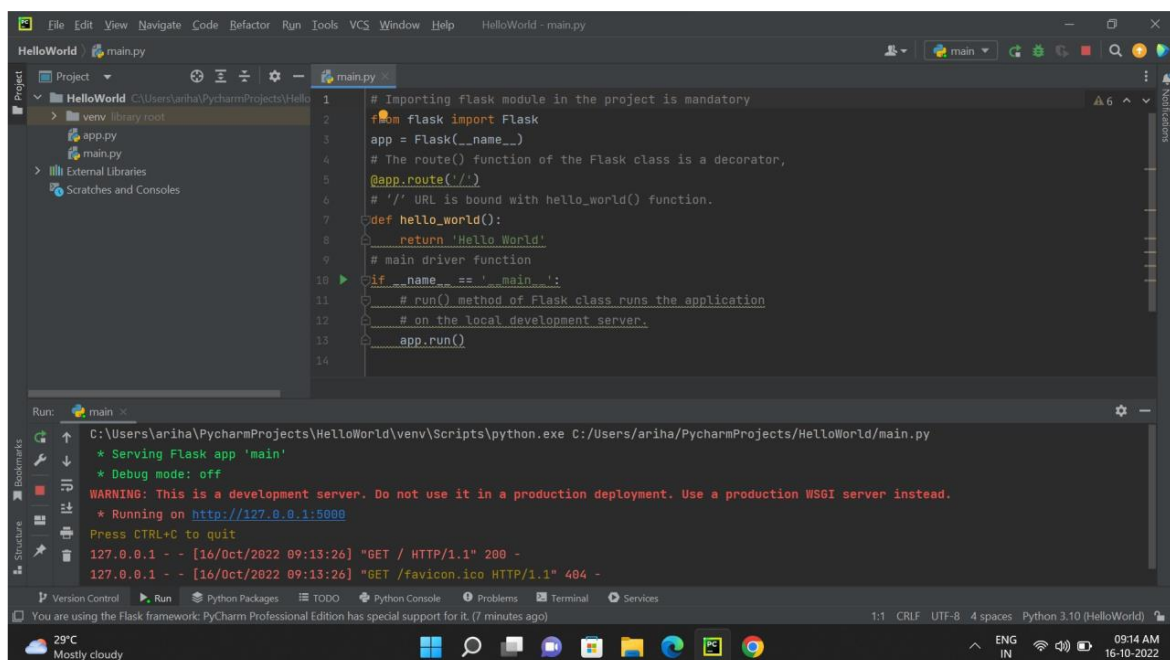 File Edit View Navigate Code Refactor Run Tools VCS Window Help HelloWorld - main.py
HelloWorld main.py main
Project main.py
HelloWorld C:\Users\ariha\PycharmProjects\Hello
venv library root
app.py
main.py
External Libraries
Scratches and Consoles
Project
Notifications
6
1 # Importing flask module in the project is mandatory
2 from flask import Flask
3 app = Flask(__name__)
4 # The route() function of the Flask class is a decorator,
5 @app.route('/')
6 # '/' URL is bound with hello_world() function.
7 def hello_world():
8 return 'Hello World'
9 # main driver function
10 if __name__ == '__main__':
11 # run() method of Flask class runs the application
12 # on the local development server.
13 app.run()
14
Run: main
C:\Users\ariha\PycharmProjects\HelloWorld\venv\Scripts\python.exe C:/Users/ariha/PycharmProjects/HelloWorld/main.py
* Serving Flask app 'main'
* Debug mode: off
WARNING: This is a development server. Do not use it in a production deployment. Use a production WSGI server instead.
* Running on http://127.0.0.1:5000
Press CTRL+C to quit
127.0.0.1 - - [16/Oct/2022 09:13:26] "GET / HTTP/1.1" 200 -
127.0.0.1 - - [16/Oct/2022 09:13:26] "GET /favicon.ico HTTP/1.1" 404 -
Bookmarks
Structure
Version Control Run Python Packages TODO Python Console Problems Terminal Services
You are using the Flask framework: PyCharm Professional Edition has special support for it. (7 minutes ago) 1:1 CRLF UTF-8 4 spaces Python 3.10 (HelloWorld)
29°C
Mostly cloudy
PC
ENG
IN
09:14 AM
16-10-2022